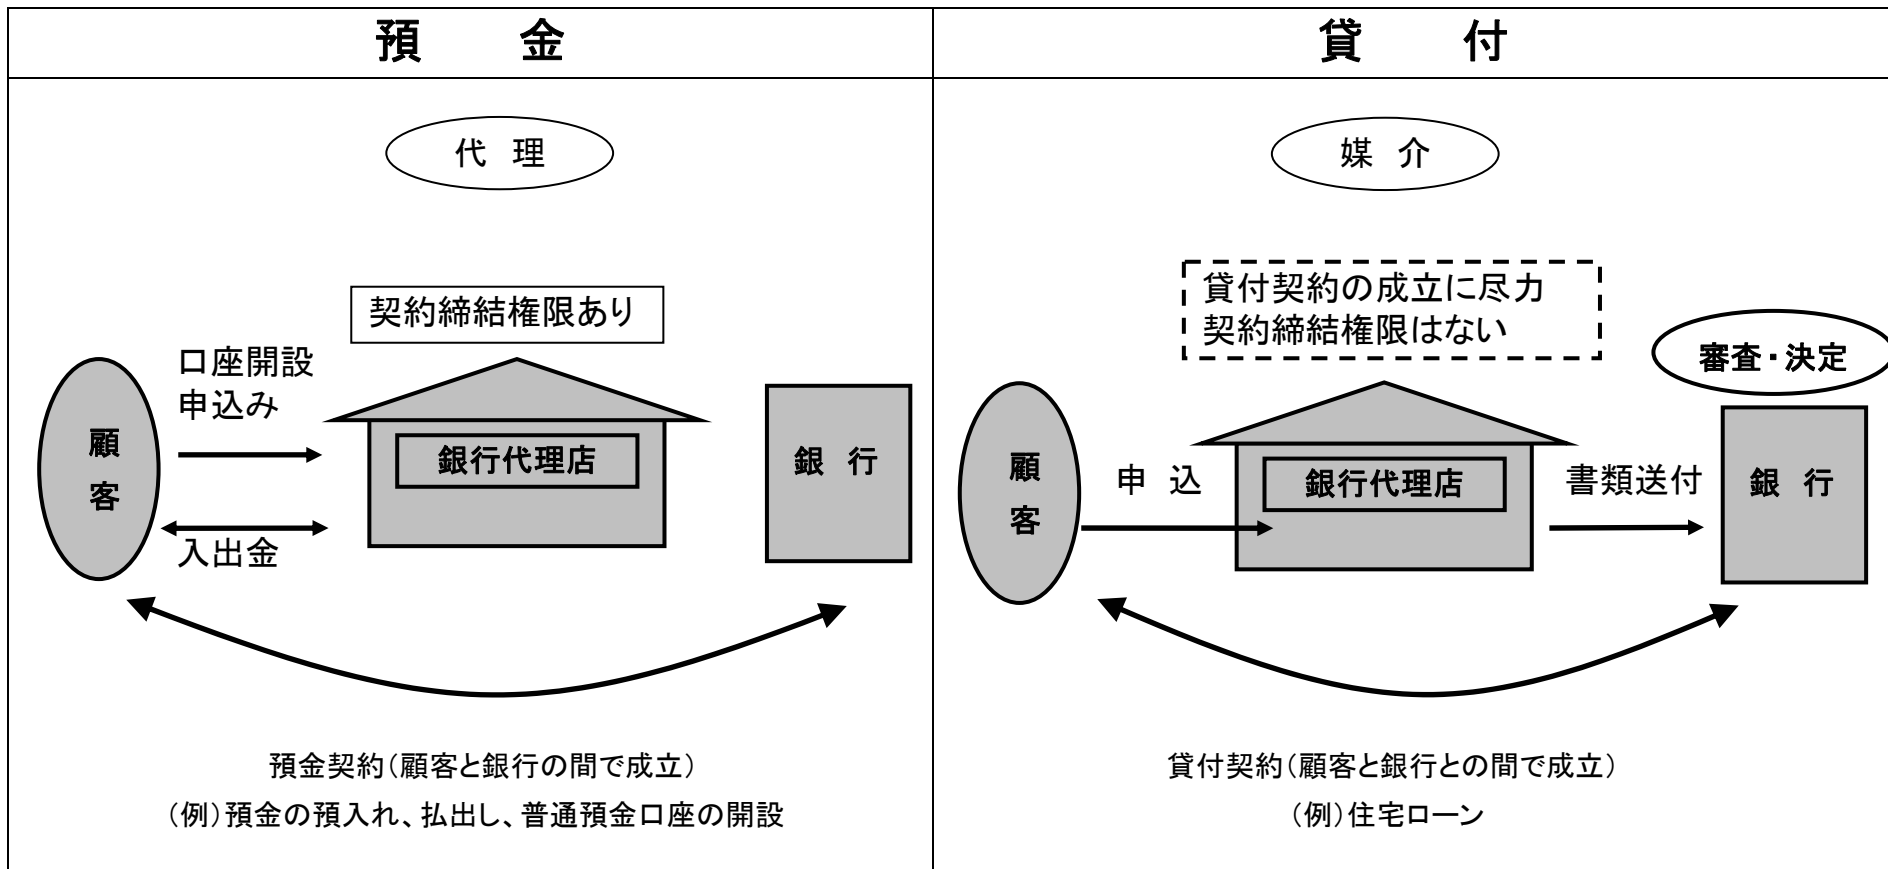 預　金
代　理
契約締結権限あり
口座開設
申込み
顧
客
銀行代理店
銀　行
入出金
預金契約（顧客と銀行の間で成立）
（例）預金の預入れ、払出し、普通預金口座の開設
貸　付
媒　介
貸付契約の成立に尽力
契約締結権限はない
審査・決定
顧
客
申　込
銀行代理店
書類送付
銀　行
貸付契約（顧客と銀行との間で成立）
（例）住宅ローン